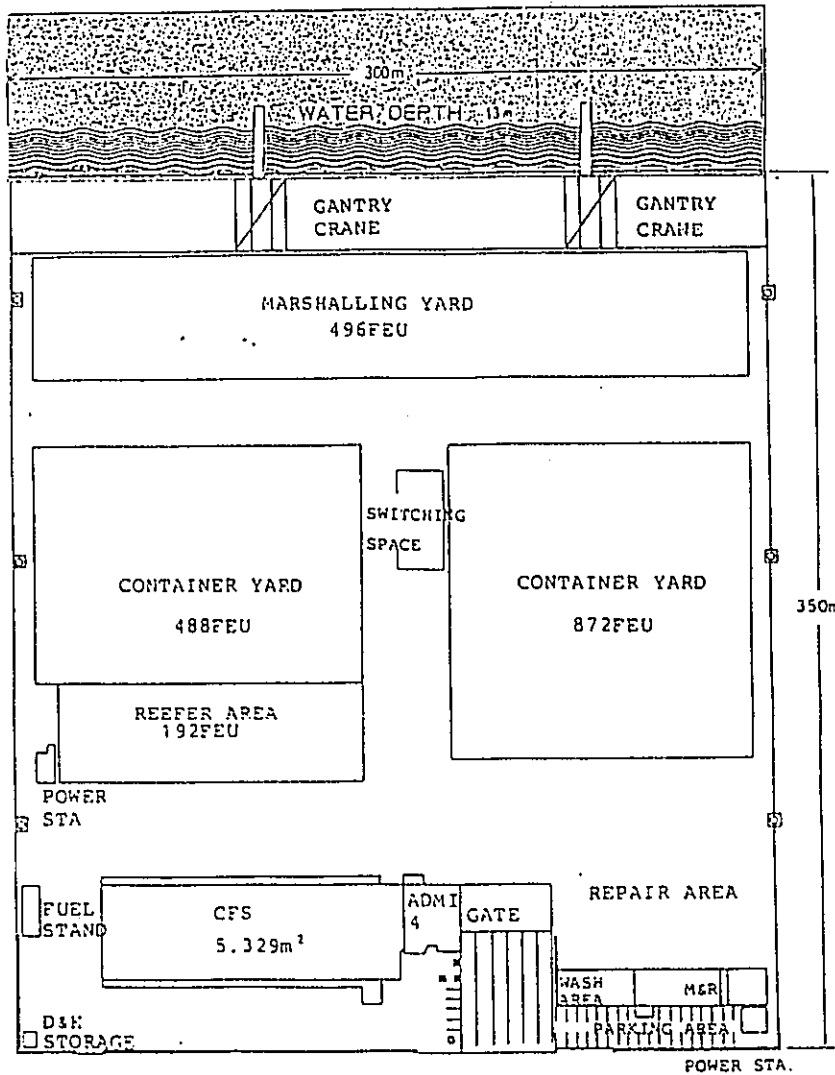 300m
WATER DEPTH -13m
GANTRY
CRANE
GANTRY
CRANE
MARSHALLING YARD
496FEU
SWITCHING
SPACE
CONTAINER YARD
488FEU
CONTAINER YARD
872FEU
350m
REEFER AREA
192FEU
POWER
STA
FUEL
STAND
CFS
5.329m²
ADMI
4
GATE
REPAIR AREA
WASH
AREA
M&R
D&H
STORAGE
PARKING AREA
POWER STA.